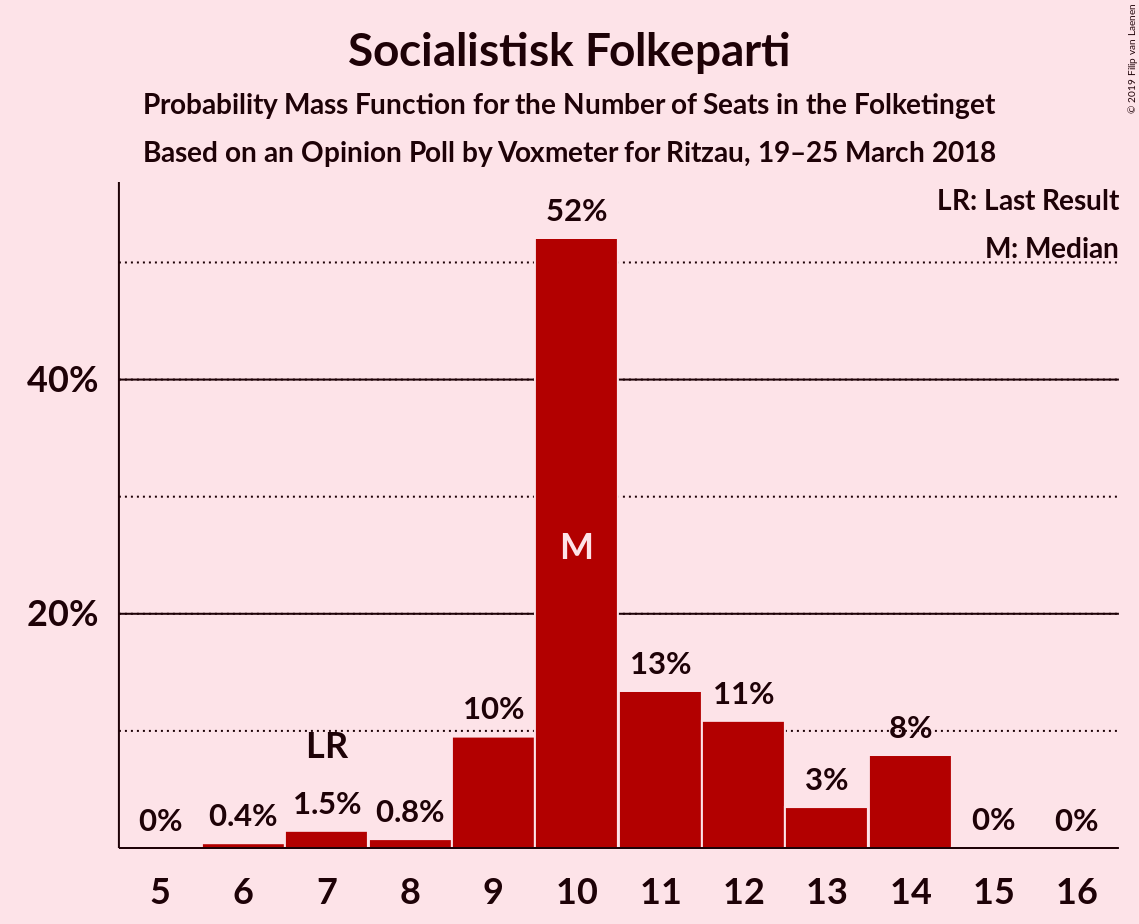 Socialistisk Folkeparti
Probability Mass Function for the Number of Seats in the Folketinget
Based on an Opinion Poll by Voxmeter for Ritzau, 19–25 March 2018
© 2019 Filip van Laenen
LR: Last Result
M: Median
40%
20%
0%
0.4%
LR
1.5%
0.8%
10%
52%
M
13%
11%
3%
8%
0%
0%
5 6 7 8 9 10 11 12 13 14 15 16